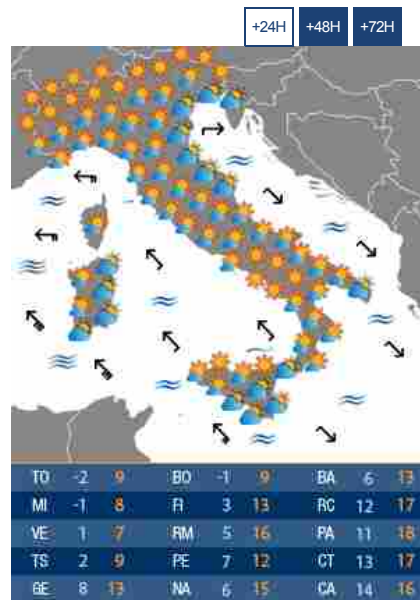 +24H +48H +72H
TO -2 9 BO -1 9 BA 6 13
MI -1 8 FI 3 13 RC 12 17
VE 1 7 RM 5 16 PA 11 18
TS 2 9 PE 7 12 CT 13 17
GE 8 13 NA 6 15 CA 14 16